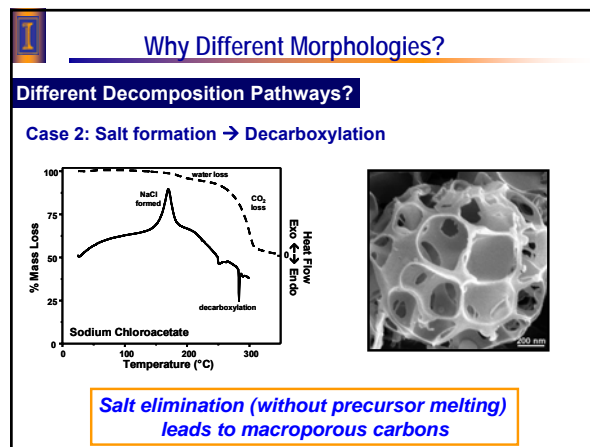 I
Why Different Morphologies?
Different Decomposition Pathways?
Case 2: Salt formation → Decarboxylation
100
75
50
25
0
% Mass Loss
water loss
NaCl
formed
CO₂
loss
decarboxylation
Sodium Chloroacetate
0
100
200
300
Temperature (°C)
0
Heat Flow
Exo ←→ Endo
200 nm
Salt elimination (without precursor melting)
leads to macroporous carbons